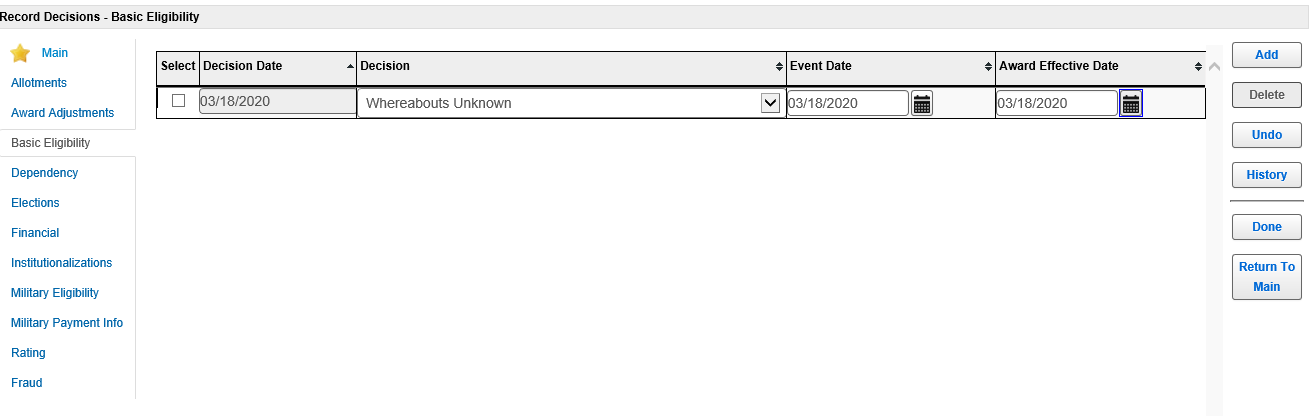 Record Decisions - Basic Eligibility
Main
Allotments
Award Adjustments
Basic Eligibility
Dependency
Elections
Financial
Institutionalizations
Military Eligibility
Military Payment Info
Rating
Fraud
Select Decision Date Decision Event Date Award Effective Date
03/18/2020 Whereabouts Unknown 03/18/2020 03/18/2020
Add
Delete
Undo
History
Done
Return To
Main